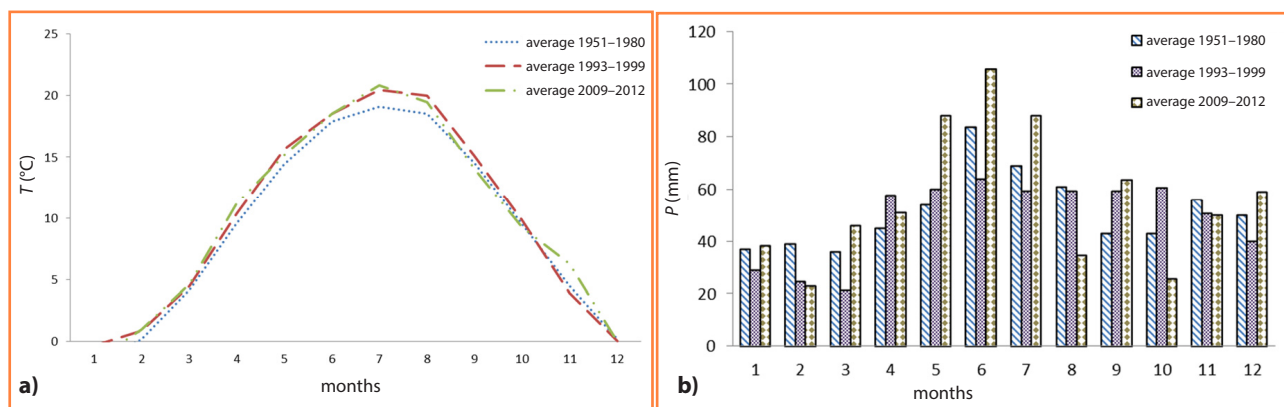 25
20
15
10
5
0
T (°C)
average 1951–1980
average 1993–1999
average 2009–2012
1 2 3 4 5 6 7 8 9 10 11 12
months
a)
120
100
80
60
40
20
0
P (mm)
average 1951–1980
average 1993–1999
average 2009–2012
1 2 3 4 5 6 7 8 9 10 11 12
months
b)